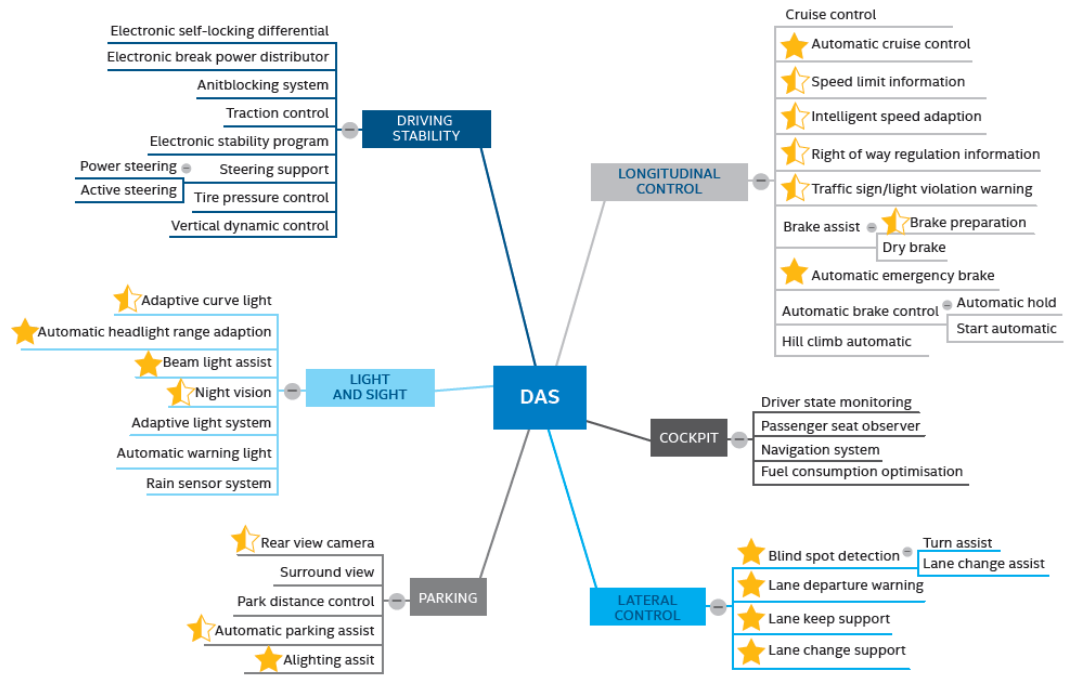 Electronic self-locking differential
Electronic break power distributor
Anitblocking system
Traction control
Electronic stability program
Steering support
Power steering
Active steering
Tire pressure control
Vertical dynamic control
DRIVING
STABILITY
Cruise control
Automatic cruise control
Speed limit information
Intelligent speed adaption
Right of way regulation information
Traffic sign/light violation warning
Brake assist
Brake preparation
Dry brake
Automatic emergency brake
Automatic brake control
Automatic hold
Start automatic
Hill climb automatic
LONGITUDINAL
CONTROL
Adaptive curve light
Automatic headlight range adaption
Beam light assist
Night vision
Adaptive light system
Automatic warning light
Rain sensor system
LIGHT
AND SIGHT
DAS
COCKPIT
Driver state monitoring
Passenger seat observer
Navigation system
Fuel consumption optimisation
Rear view camera
Surround view
Park distance control
Automatic parking assist
Alighting assit
PARKING
LATERAL
CONTROL
Blind spot detection
Turn assist
Lane change assist
Lane departure warning
Lane keep support
Lane change support